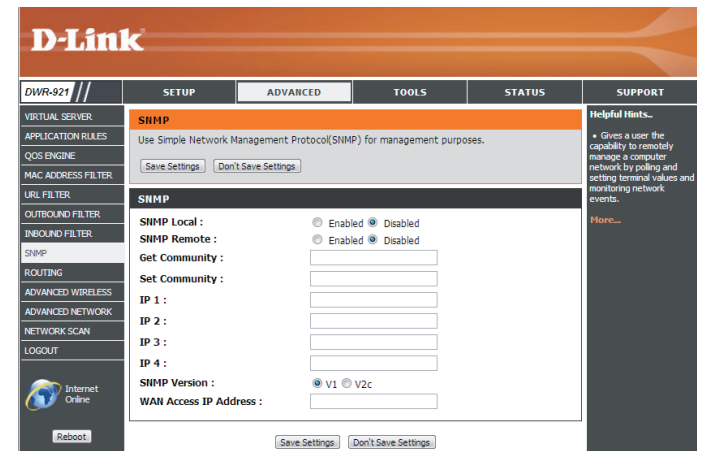 D-Link
DWR-921 SETUP ADVANCED TOOLS STATUS SUPPORT
VIRTUAL SERVER
APPLICATION RULES
QOS ENGINE
MAC ADDRESS FILTER
URL FILTER
OUTBOUND FILTER
INBOUND FILTER
SNMP
ROUTING
ADVANCED WIRELESS
ADVANCED NETWORK
NETWORK SCAN
LOGOUT
Internet
Online
Reboot
SNMP
Use Simple Network Management Protocol(SNMP) for management purposes.
Save Settings Don't Save Settings
SNMP
SNMP Local : Enabled Disabled
SNMP Remote : Enabled Disabled
Get Community :
Set Community :
IP 1 :
IP 2 :
IP 3 :
IP 4 :
SNMP Version : V1 V2c
WAN Access IP Address :
Save Settings Don't Save Settings
Helpful Hints..
• Gives a user the
capability to remotely
manage a computer
network by polling and
setting terminal values and
monitoring network
events.
More...